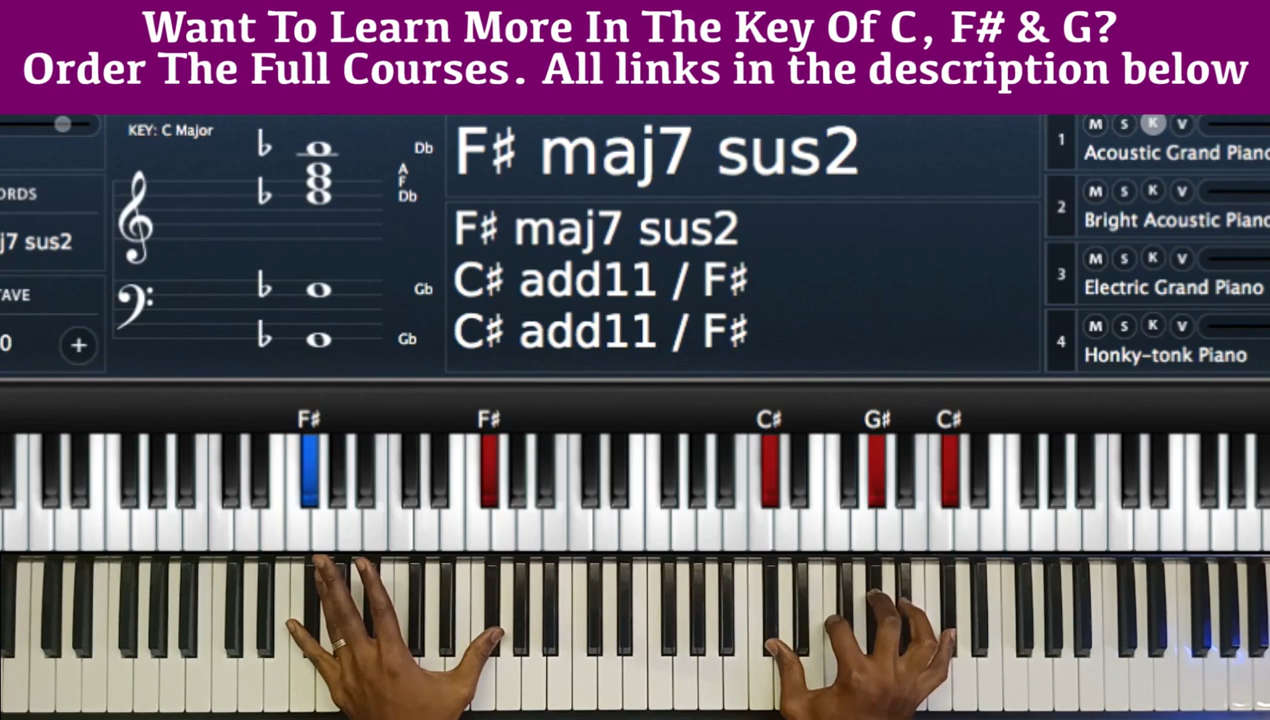 Want To Learn More In The Key Of C, F# & G?
Order The Full Courses. All links in the description below
KEY: C Major
Db
A
F
Db
Gb
Gb
F♯ maj7 sus2
F♯ maj7 sus2
C♯ add11 / F♯
C♯ add11 / F♯
j7 sus2
0
+
1
M S K V
Acoustic Grand Piano
2
M S K V
Bright Acoustic Piano
3
M S K V
Electric Grand Piano
4
M S K V
Honky-tonk Piano
F♯
F♯
C♯
G♯
C♯